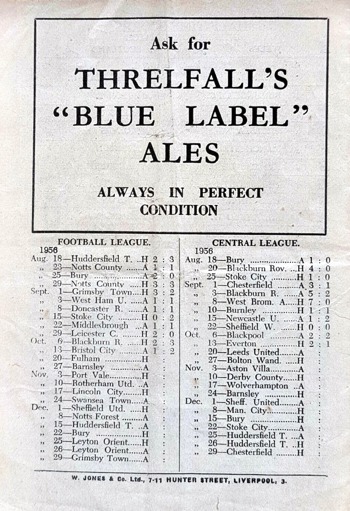 Ask for
THRELFALL'S
"BLUE LABEL"
ALES
ALWAYS IN PERFECT
CONDITION
FOOTBALL LEAGUE.
1956
Aug. 18—Huddersfield T. ..H 2 : 3
„ 23—Notts County .....A 1 : 1
„ 25—Bury ..............A 2 : 0
„ 29—Notts County .....H 3 : 3
Sept. 1—Grimsby Town ...H 3 : 2
„ 3—West Ham U. ......A 1 : 1
„ 8—Doncaster R. ......A 1 : 1
„ 15—Stoke City ........H 0 : 2
„ 22—Middlesbrough ....A 1 : 1
„ 29—Leicester C. .......H 2 : 0
Oct. 6—Blackburn R. ......H 2 : 3
„ 13—Bristol City .......A 1 : 2
„ 20—Fulham ............H :
„ 27—Barnsley ..........A :
Nov. 3—Port Vale..........H :
„ 10—Rotherham Utd. ..A :
„ 17—Lincoln City.......H :
„ 24—Swansea Town ....A :
Dec. 1—Sheffield Utd. ....H :
„ 8—Notts Forest ......A :
„ 15—Huddersfield T. ...A :
„ 22—Bury ..............H :
„ 25—Leyton Orient......H :
„ 26—Leyton Orient......A :
„ 29—Grimsby Town.....A :
CENTRAL LEAGUE.
1956
Aug. 18—Bury ..............A 1 : 0
„ 20—Blackburn Rov. ..H 4 : 0
„ 25—Stoke City ........H 1 : 0
Sept. 1—Chesterfield .......A 3 : 1
„ 3—Blackburn R. .....A 5 : 2
„ 8—West Brom. A. ...H 7 : 0
„ 10—Burnley ...........H 1 : 1
„ 15—Newcastle U. .....A 1 : 2
„ 22—Sheffield W. ......H 0 : 0
Oct. 6—Blackpool .........A 2 : 2
„ 13—Everton ...........H 2 : 1
„ 20—Leeds United .....A :
„ 27—Bolton Wand. ....H :
Nov. 3—Aston Villa........A :
„ 10—Derby County ....H :
„ 17—Wolverhampton ..A :
„ 24—Barnsley ..........H :
Dec. 1—Sheff. United .....A :
„ 8—Man. City .........H :
„ 15—Bury ..............H :
„ 22—Stoke City ........A :
„ 25—Huddersfield T. ...A :
„ 26—Huddersfield T. ...H :
„ 29—Chesterfield .......H :
W. JONES & Co. Ltd., 7-11 HUNTER STREET, LIVERPOOL, 3.